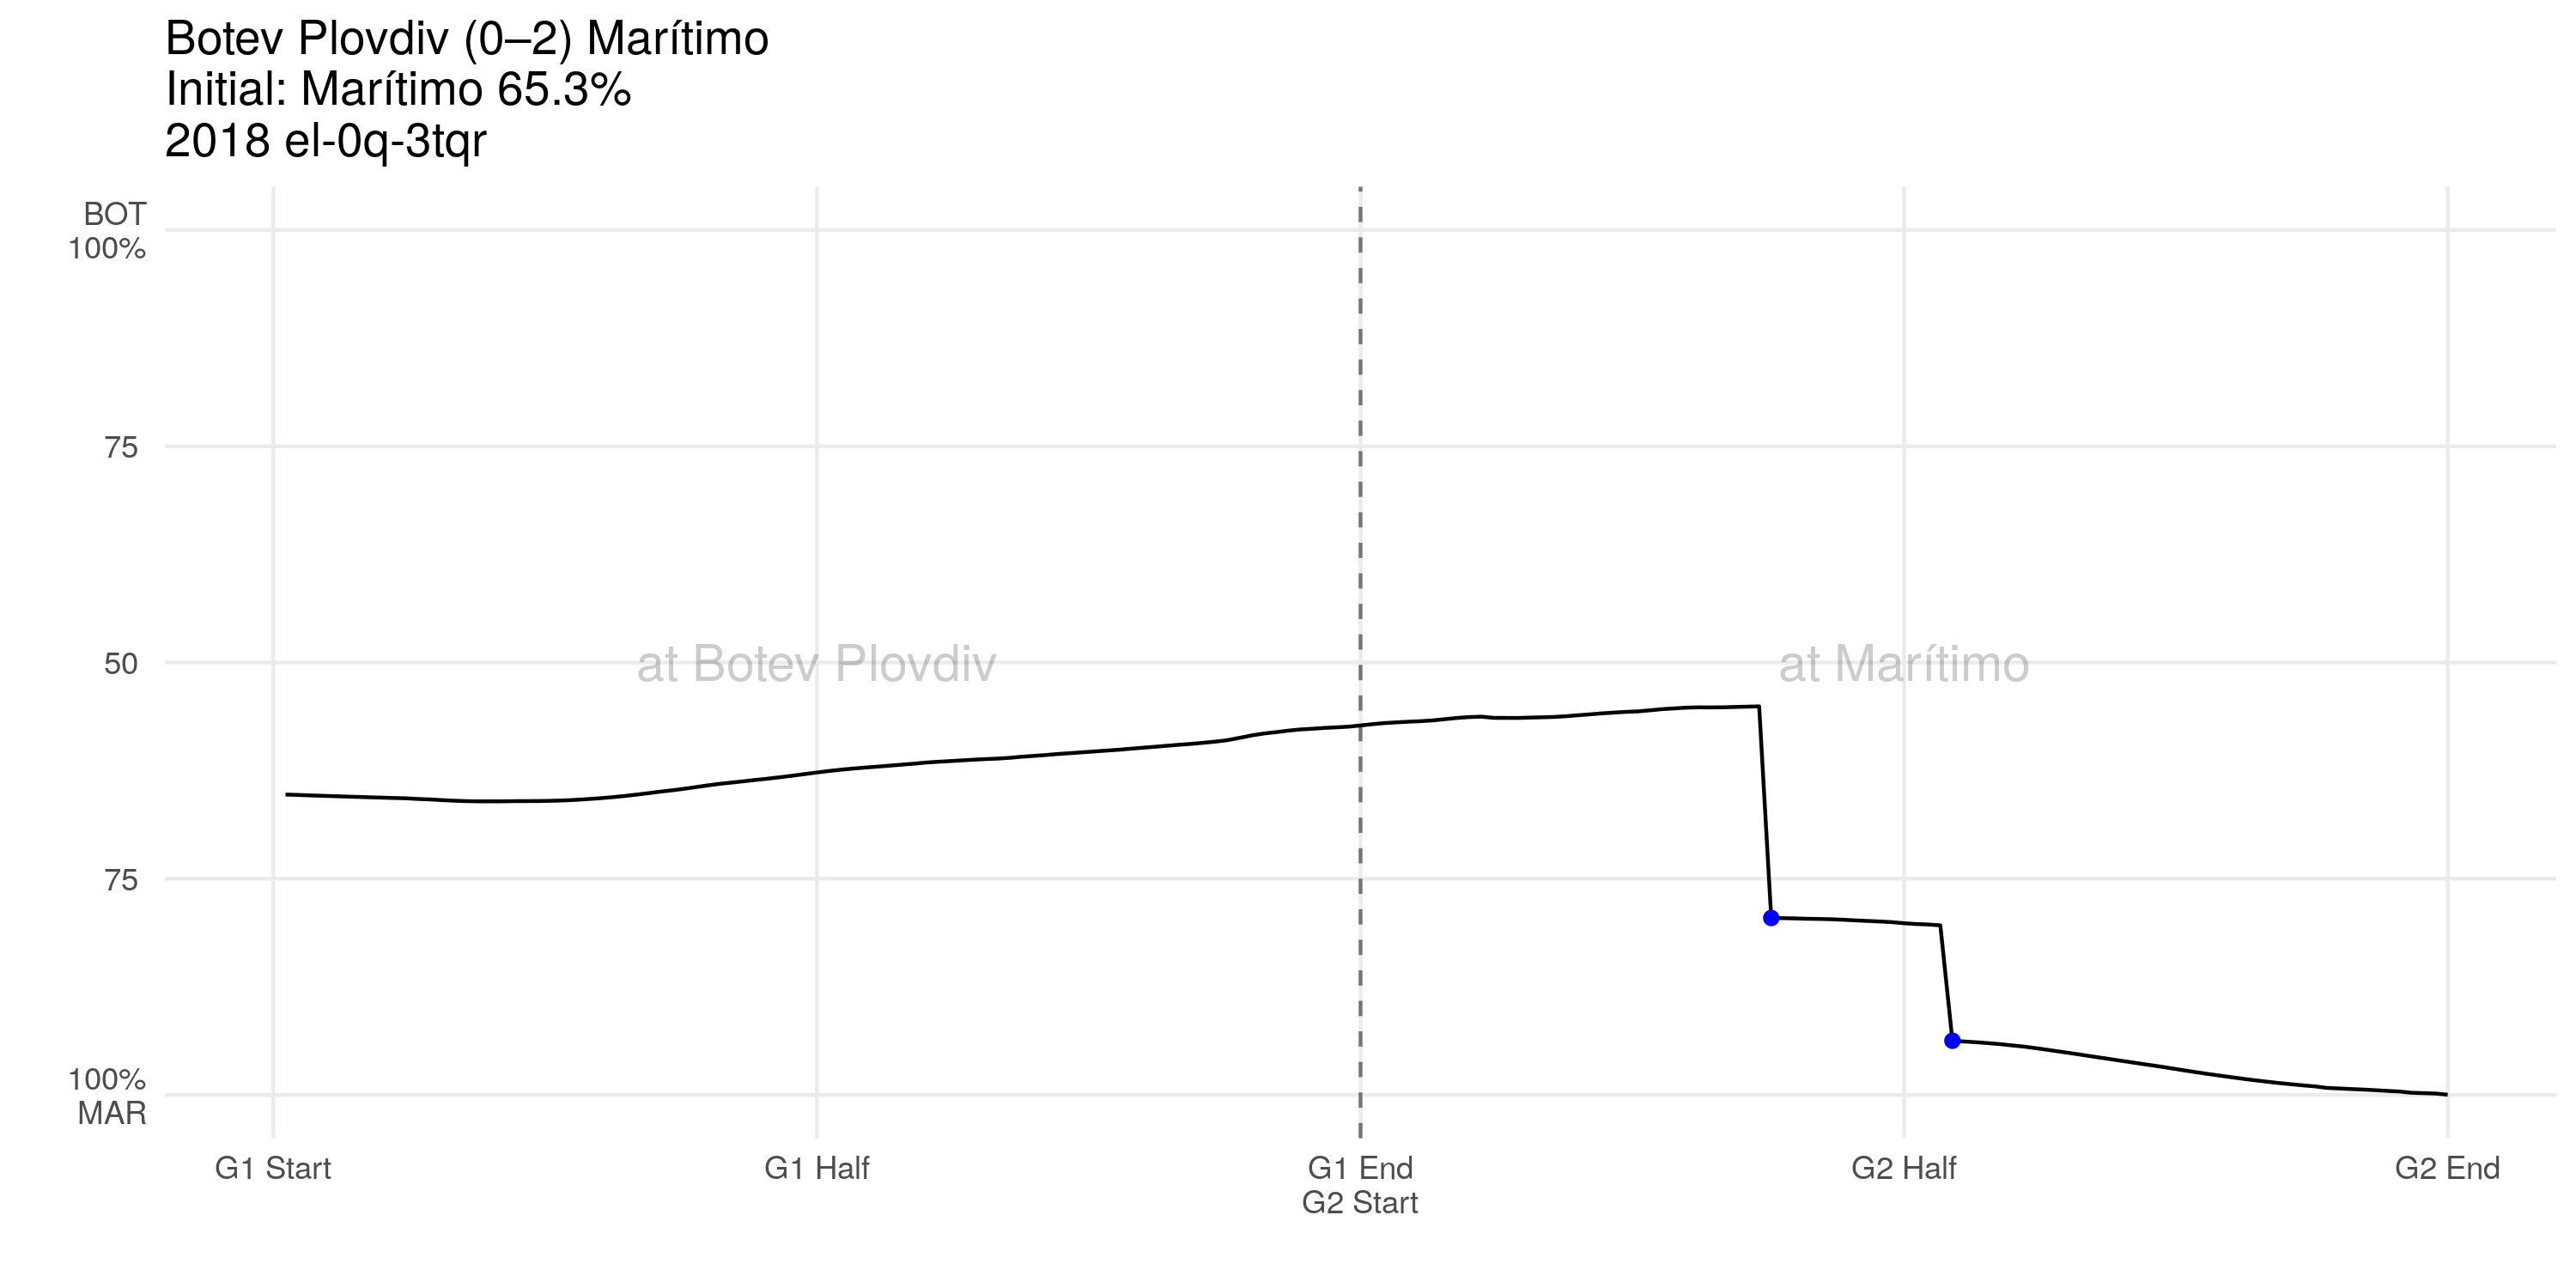 Botev Plovdiv (0–2) Marítimo
Initial: Marítimo 65.3%
2018 el-0q-3tqr
BOT
100%
75
50
75
100%
MAR
at Botev Plovdiv
at Marítimo
G1 Start
G1 Half
G1 End
G2 Start
G2 Half
G2 End